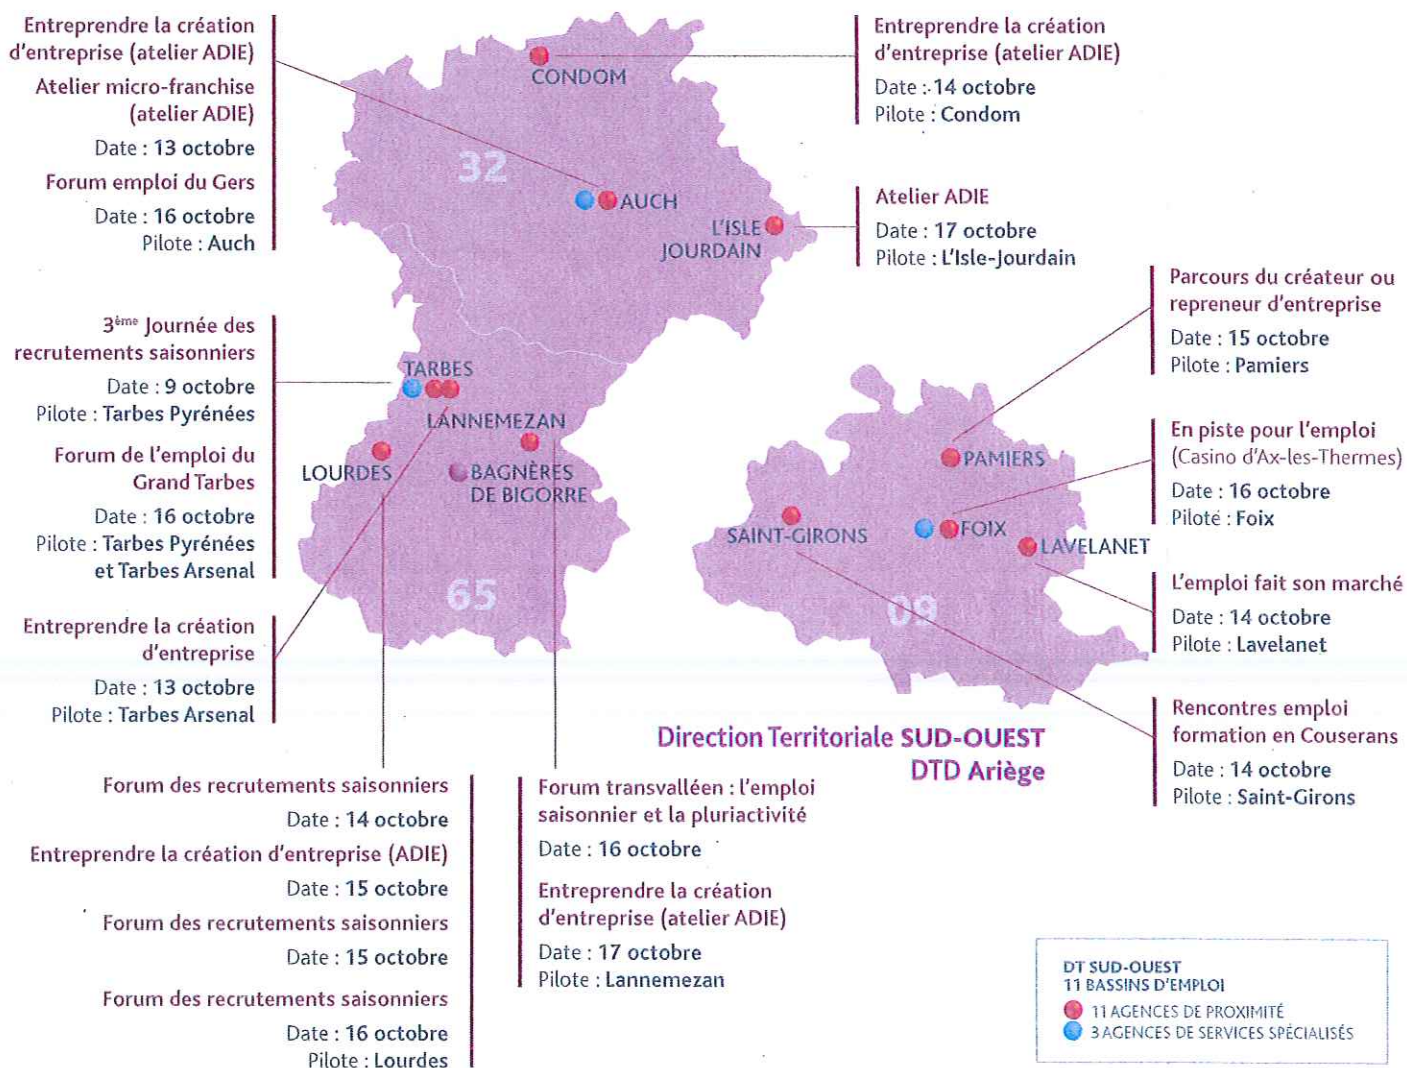 Entreprendre la création
d'entreprise (atelier ADIE)
Atelier micro-franchise
(atelier ADIE)
Date : 13 octobre
Forum emploi du Gers
Date : 16 octobre
Pilote : Auch
Entreprendre la création
d'entreprise (atelier ADIE)
Date : 14 octobre
Pilote : Condom
CONDOM
32
AUCH
L'ISLE
JOURDAIN
Atelier ADIE
Date : 17 octobre
Pilote : L'Isle-Jourdain
3ème Journée des
recrutements saisonniers
Date : 9 octobre
Pilote : Tarbes Pyrénées
Forum de l'emploi du
Grand Tarbes
Date : 16 octobre
Pilote : Tarbes Pyrénées
et Tarbes Arsenal
Entreprendre la création
d'entreprise
Date : 13 octobre
Pilote : Tarbes Arsenal
TARBES
LANNEMEZAN
LOURDES
BAGNÈRES
DE BIGORRE
65
Parcours du créateur ou
repreneur d'entreprise
Date : 15 octobre
Pilote : Pamiers
En piste pour l'emploi
(Casino d'Ax-les-Thermes)
Date : 16 octobre
Pilote : Foix
L'emploi fait son marché
Date : 14 octobre
Pilote : Lavelanet
Rencontres emploi
formation en Couserans
Date : 14 octobre
Pilote : Saint-Girons
PAMIERS
SAINT-GIRONS
FOIX
LAVELANET
09
Direction Territoriale SUD-OUEST
DTD Ariège
Forum des recrutements saisonniers
Date : 14 octobre
Entreprendre la création d'entreprise (ADIE)
Date : 15 octobre
Forum des recrutements saisonniers
Date : 15 octobre
Forum des recrutements saisonniers
Date : 16 octobre
Pilote : Lourdes
Forum transvalléen : l'emploi
saisonnier et la pluriactivité
Date : 16 octobre
Entreprendre la création
d'entreprise (atelier ADIE)
Date : 17 octobre
Pilote : Lannemezan
DT SUD-OUEST
11 BASSINS D'EMPLOI
11 AGENCES DE PROXIMITÉ
3 AGENCES DE SERVICES SPÉCIALISÉS